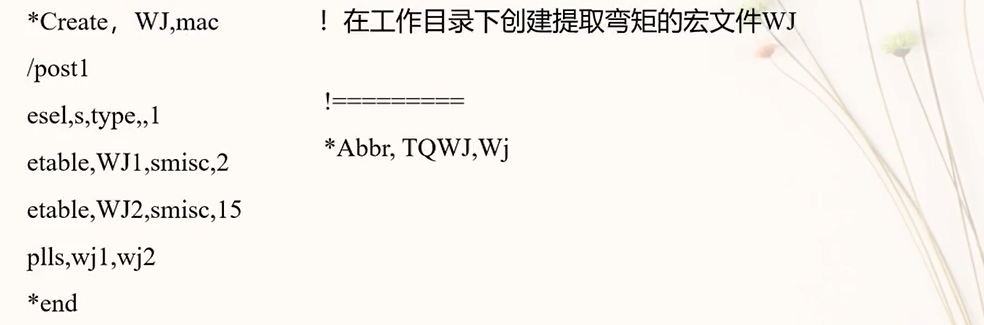 *Create，WJ,mac ！在工作目录下创建提取弯矩的宏文件WJ
/post1
esel,s,type,,1
etable,WJ1,smisc,2
etable,WJ2,smisc,15
plls,wj1,wj2
*end
!=========
*Abbr, TQWJ,Wj